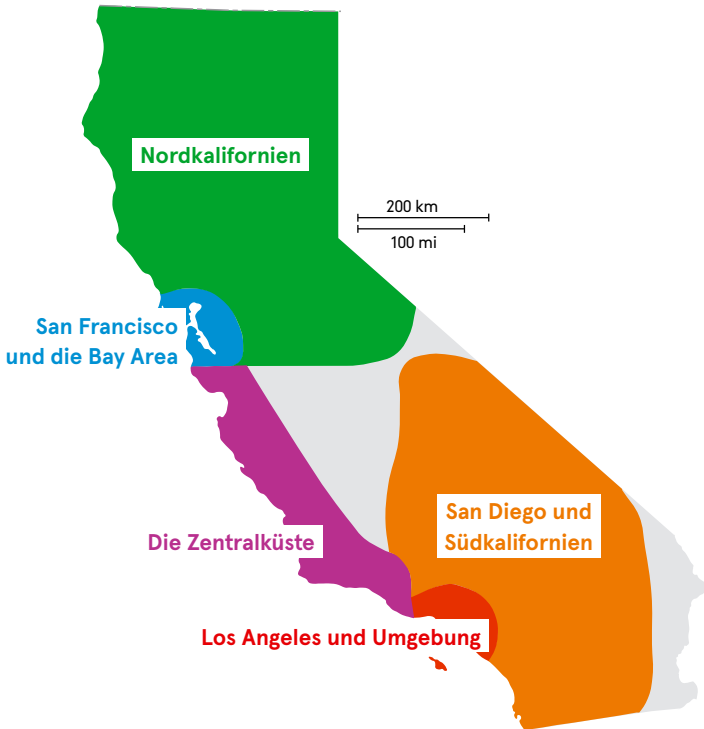 Nordkalifornien
200 km
100 mi
San Francisco
und die Bay Area
San Diego und
Südkalifornien
Die Zentralküste
Los Angeles und Umgebung